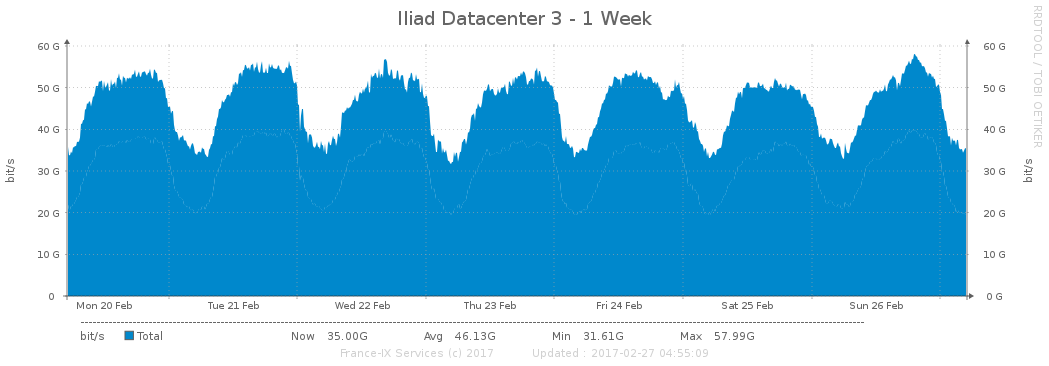 Iliad Datacenter 3 - 1 Week
RRDTOOL / TOBI OETIKER
60 G 60 G
50 G 50 G
40 G 40 G
30 G 30 G
20 G 20 G
10 G 10 G
0 0 G
bit/s bit/s
Mon 20 Feb Tue 21 Feb Wed 22 Feb Thu 23 Feb Fri 24 Feb Sat 25 Feb Sun 26 Feb
bit/s Total Now 35.00G Avg 46.13G Min 31.61G Max 57.99G
France-IX Services (c) 2017 Updated : 2017-02-27 04:55:09